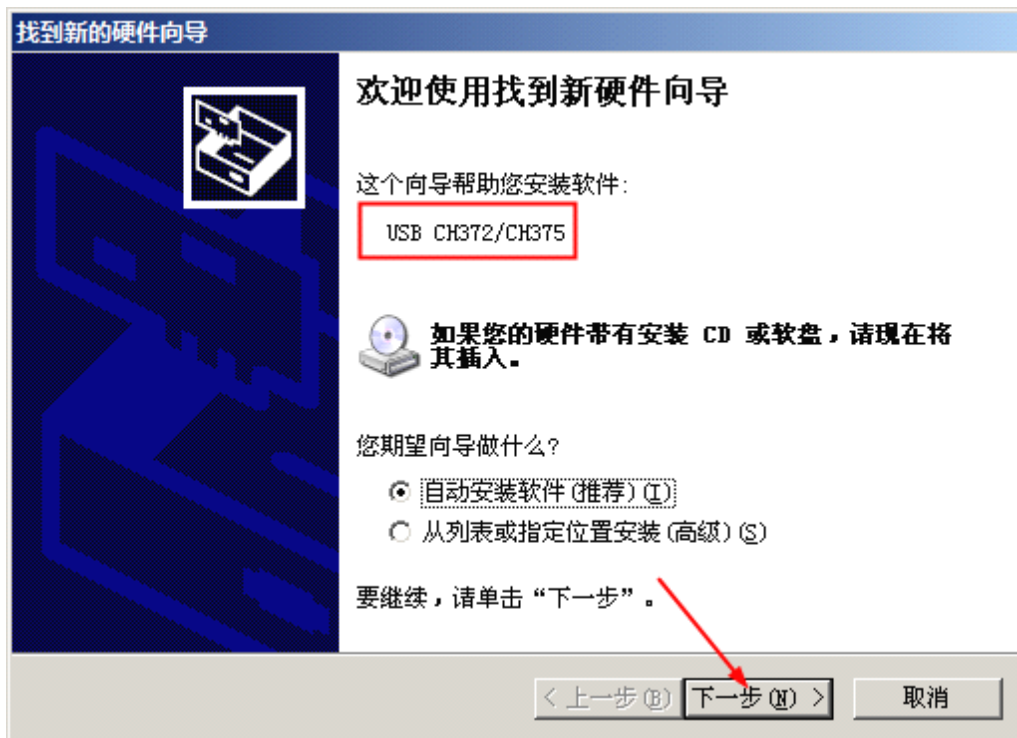 找到新的硬件向导
欢迎使用找到新硬件向导
这个向导帮助您安装软件:
USB CH372/CH375
如果您的硬件带有安装 CD 或软盘，请现在将
其插入。
您期望向导做什么?
自动安装软件(推荐)(I)
从列表或指定位置安装(高级)(S)
要继续，请单击“下一步”。
< 上一步(B)
下一步(N) >
取消